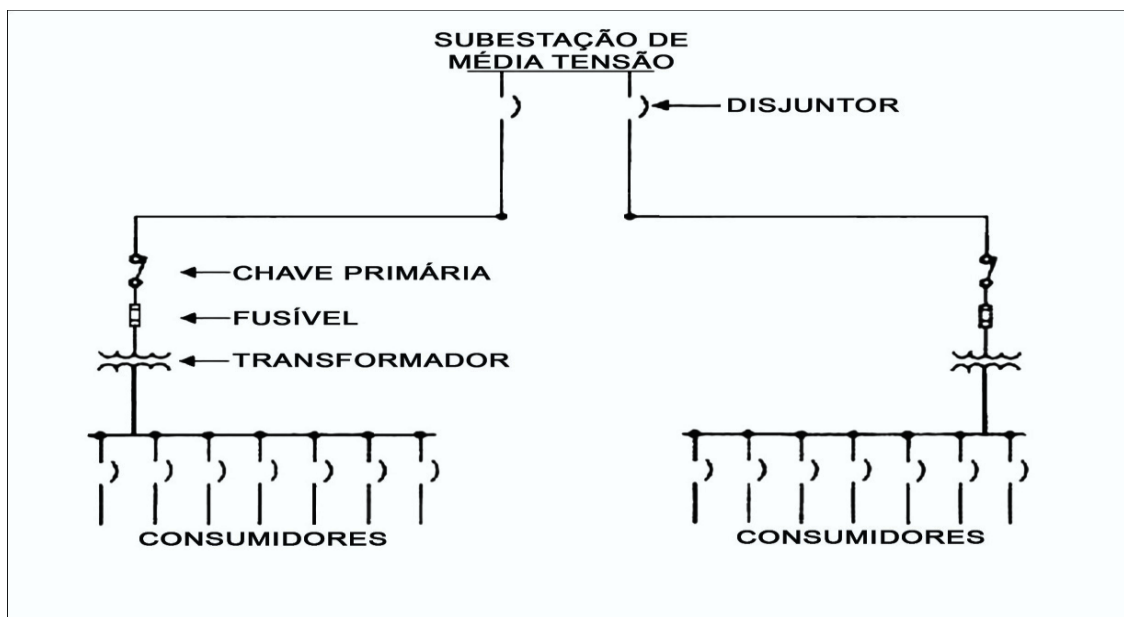 SUBESTAÇÃO DE
MÉDIA TENSÃO
DISJUNTOR
CHAVE PRIMÁRIA
FUSÍVEL
TRANSFORMADOR
CONSUMIDORES
CONSUMIDORES